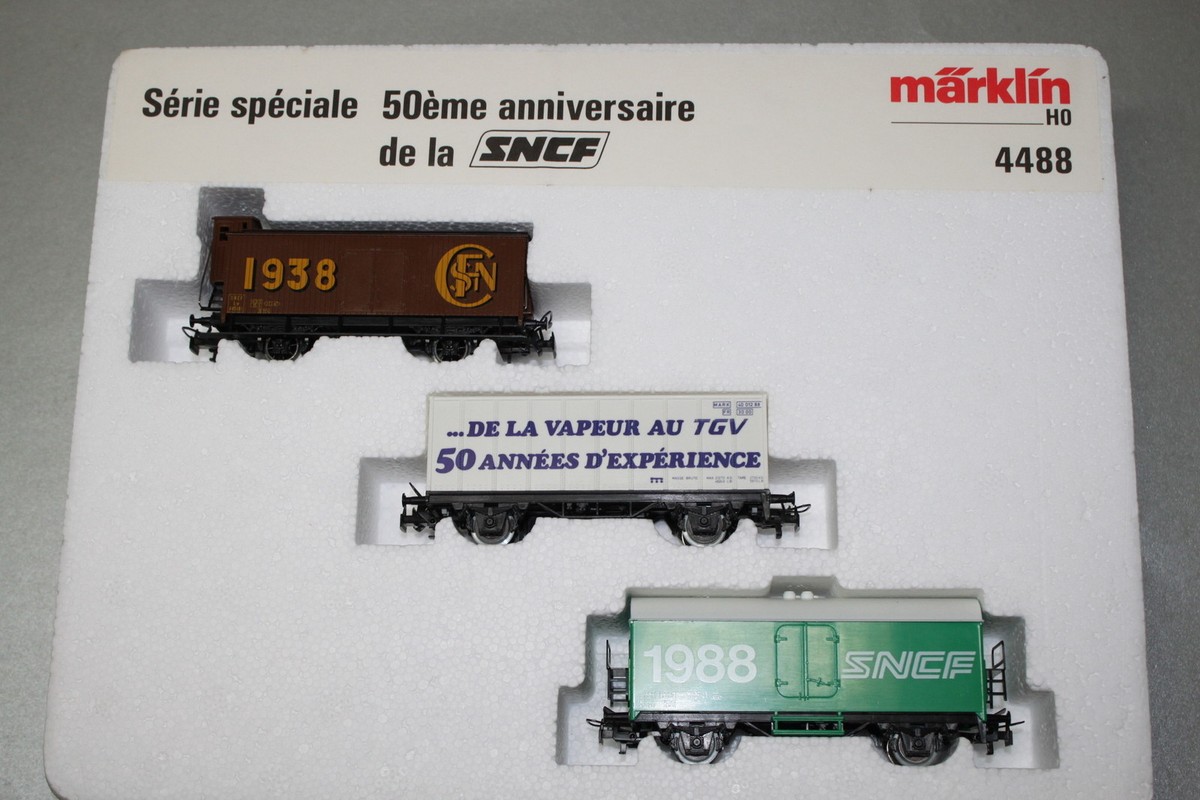 Série spéciale 50ème anniversaire
de la SNCF
märklin
HO
4488
1938
SNCF
...DE LA VAPEUR AU TGV
50 ANNÉES D'EXPÉRIENCE
1988
SNCF